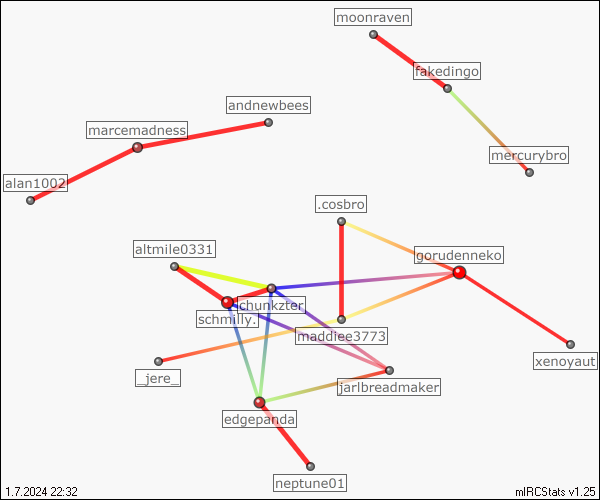 moonraven
fakedingo
andnewbees
marcemadness
mercurybro
alan1002
.cosbro
altmile0331
gorudenneko
chunkzter
schmilly.
maddiee3773
xenoyaut
_jere_
jarlbreadmaker
edgepanda
neptune01
1.7.2024 22:32
mIRCStats v1.25